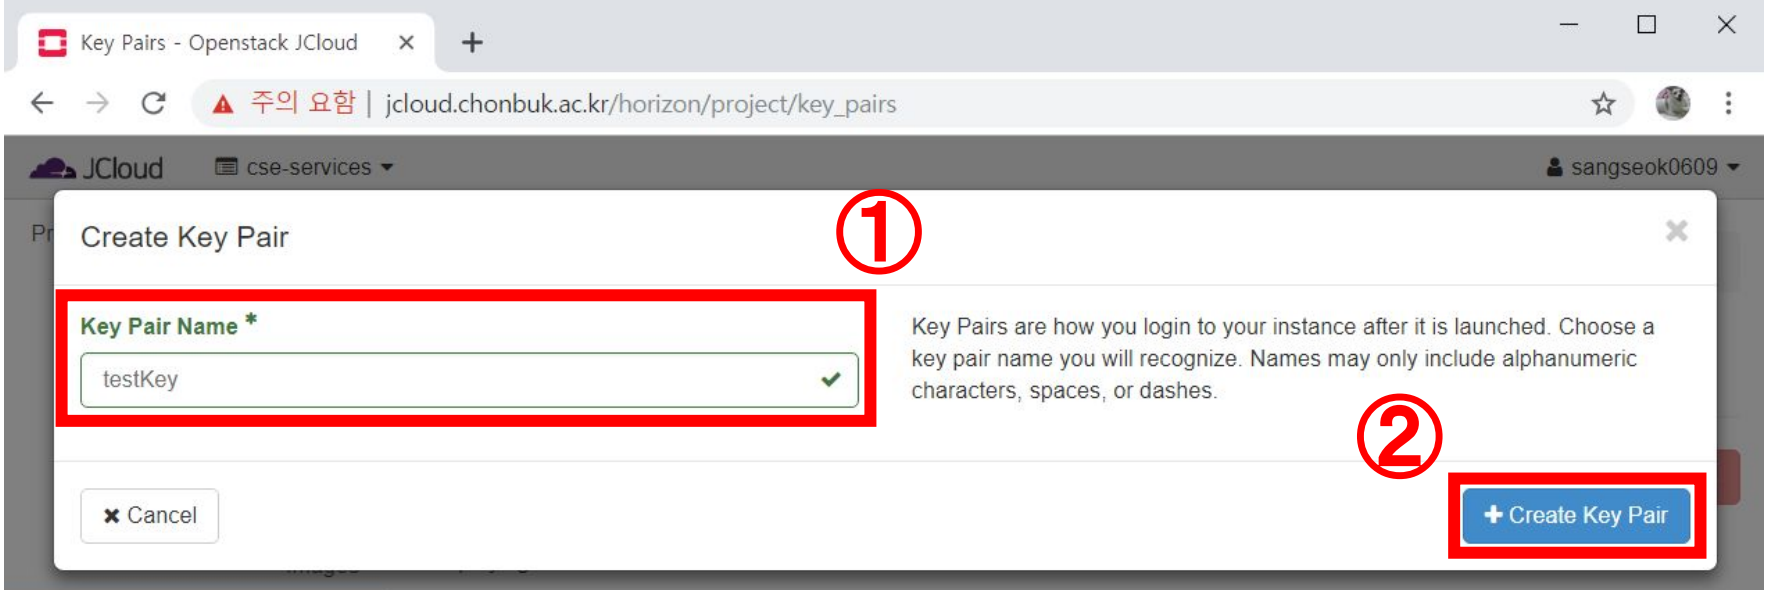 Key Pairs - Openstack JCloud
주의 요함 | jcloud.chonbuk.ac.kr/horizon/project/key_pairs
JCloud cse-services sangseok0609
Pr
Create Key Pair
①
Key Pair Name *
testKey
Key Pairs are how you login to your instance after it is launched. Choose a
key pair name you will recognize. Names may only include alphanumeric
characters, spaces, or dashes.
②
Cancel
Create Key Pair